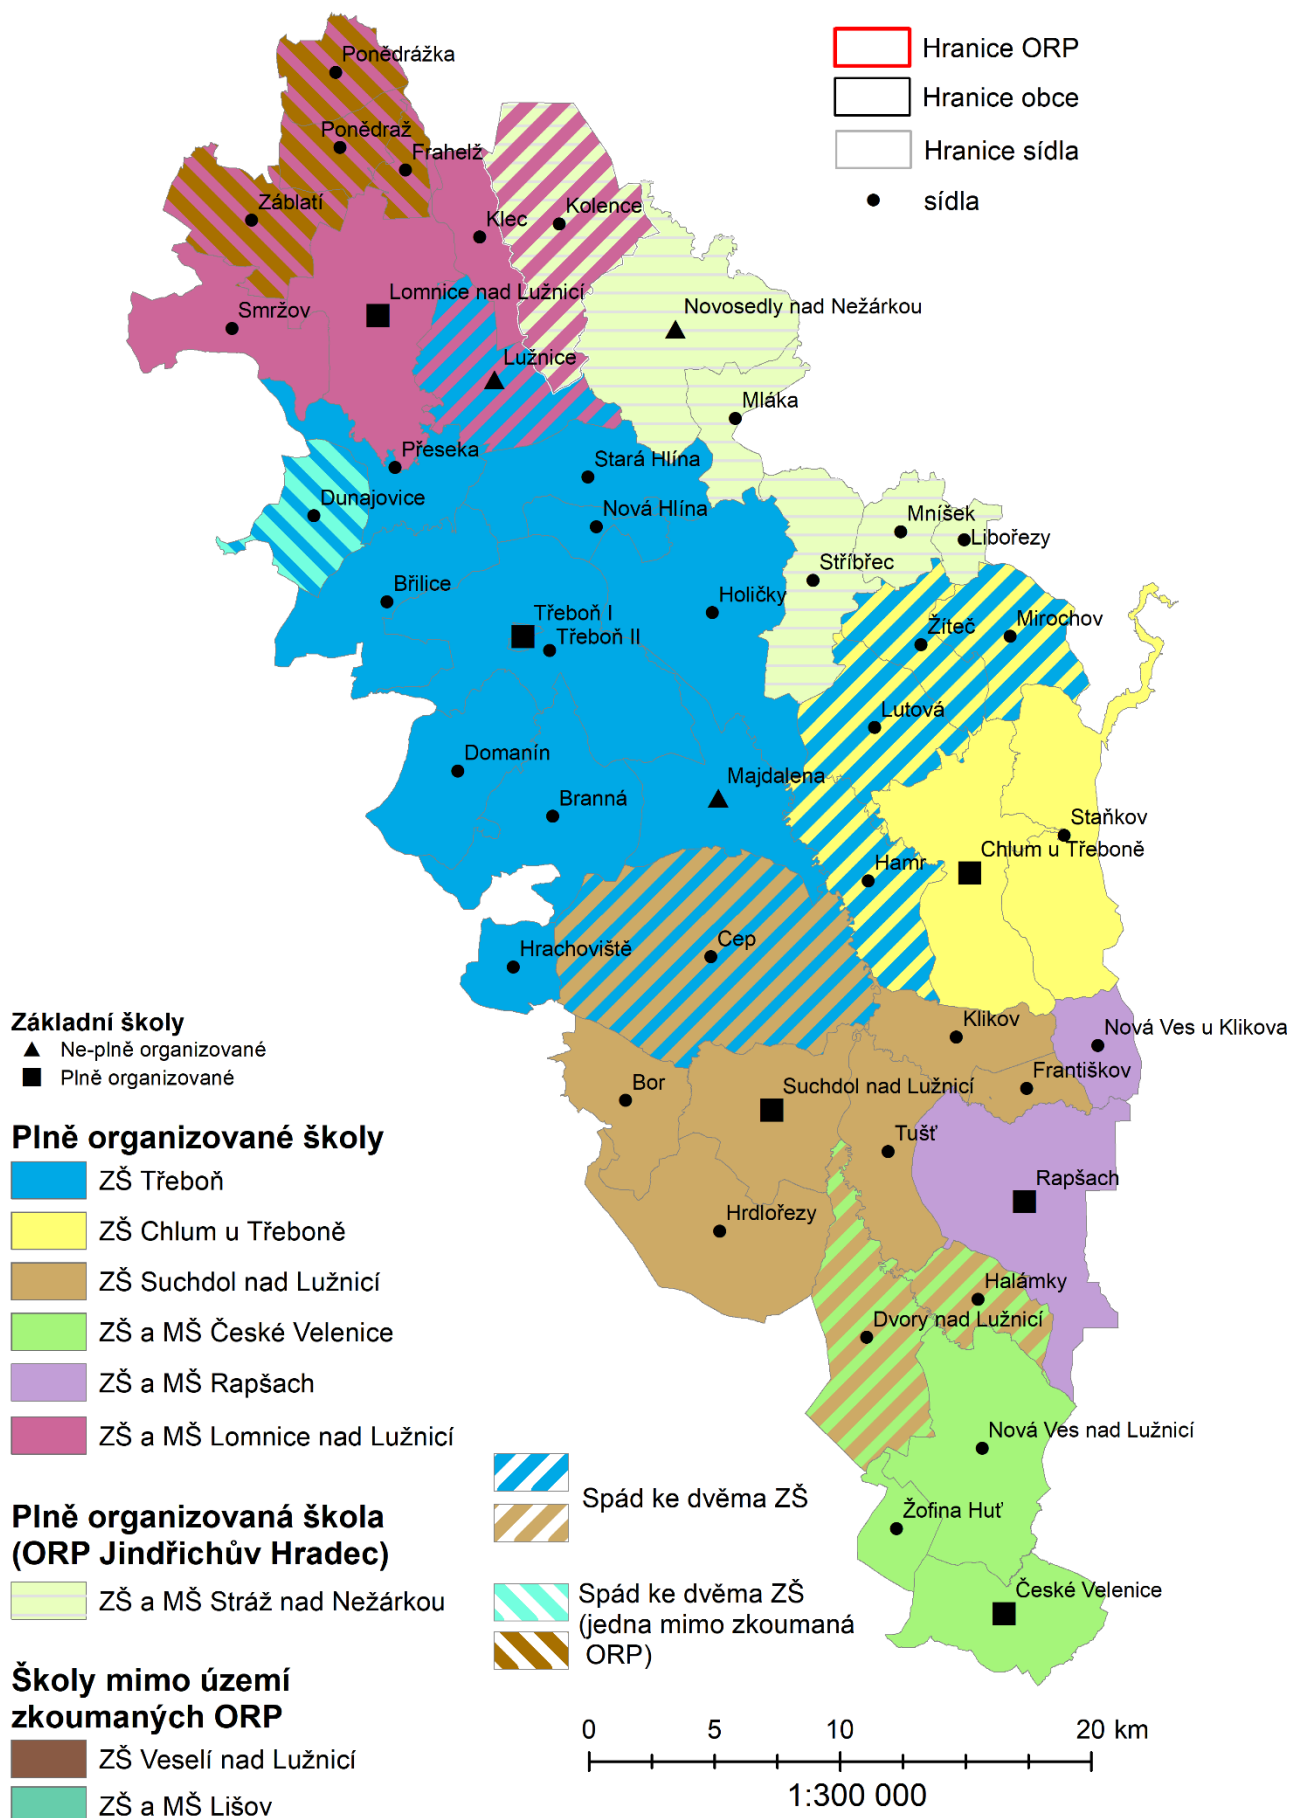 Ponědrážka
Hranice ORP
Hranice obce
Ponědraž
Frahelž
Hranice sídla
Záblatí
Kolence
sídla
Klec
Lomnice nad Lužnicí
Smržov
Novosedly nad Nežárkou
Lužnice
Mláka
Přeseka
Stará Hlína
Dunajovice
Nová Hlína
Mníšek
Libořezy
Stříbřec
Břilice
Holičky
Třeboň I
Třeboň II
Žíteč
Mirochov
Lutová
Domanín
Majdalena
Branná
Staňkov
Chlum u Třeboně
Hamr
Cep
Hrachoviště
Klikov
Nová Ves u Klikova
Františkov
Bor
Suchdol nad Lužnicí
Tušť
Rapšach
Hrdlořezy
Halámky
Dvory nad Lužnicí
Nová Ves nad Lužnicí
Žofina Huť
České Velenice
Základní školy
Ne-plně organizované
Plně organizované
Plně organizované školy
ZŠ Třeboň
ZŠ Chlum u Třeboně
ZŠ Suchdol nad Lužnicí
ZŠ a MŠ České Velenice
ZŠ a MŠ Rapšach
ZŠ a MŠ Lomnice nad Lužnicí
Plně organizovaná škola
(ORP Jindřichův Hradec)
ZŠ a MŠ Stráž nad Nežárkou
Školy mimo území
zkoumaných ORP
ZŠ Veselí nad Lužnicí
ZŠ a MŠ Lišov
Spád ke dvěma ZŠ
Spád ke dvěma ZŠ
(jedna mimo zkoumaná
ORP)
0 5 10 20 km
1:300 000